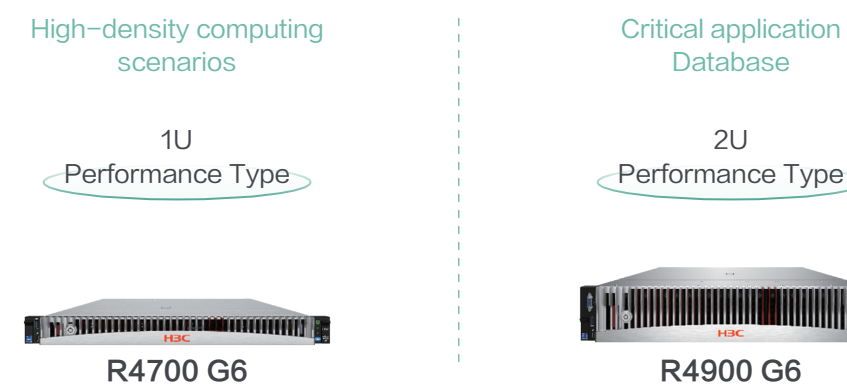 High-density computing
scenarios
1U
Performance Type
H3C
R4700 G6
Critical application
Database
2U
Performance Type
H3C
R4900 G6